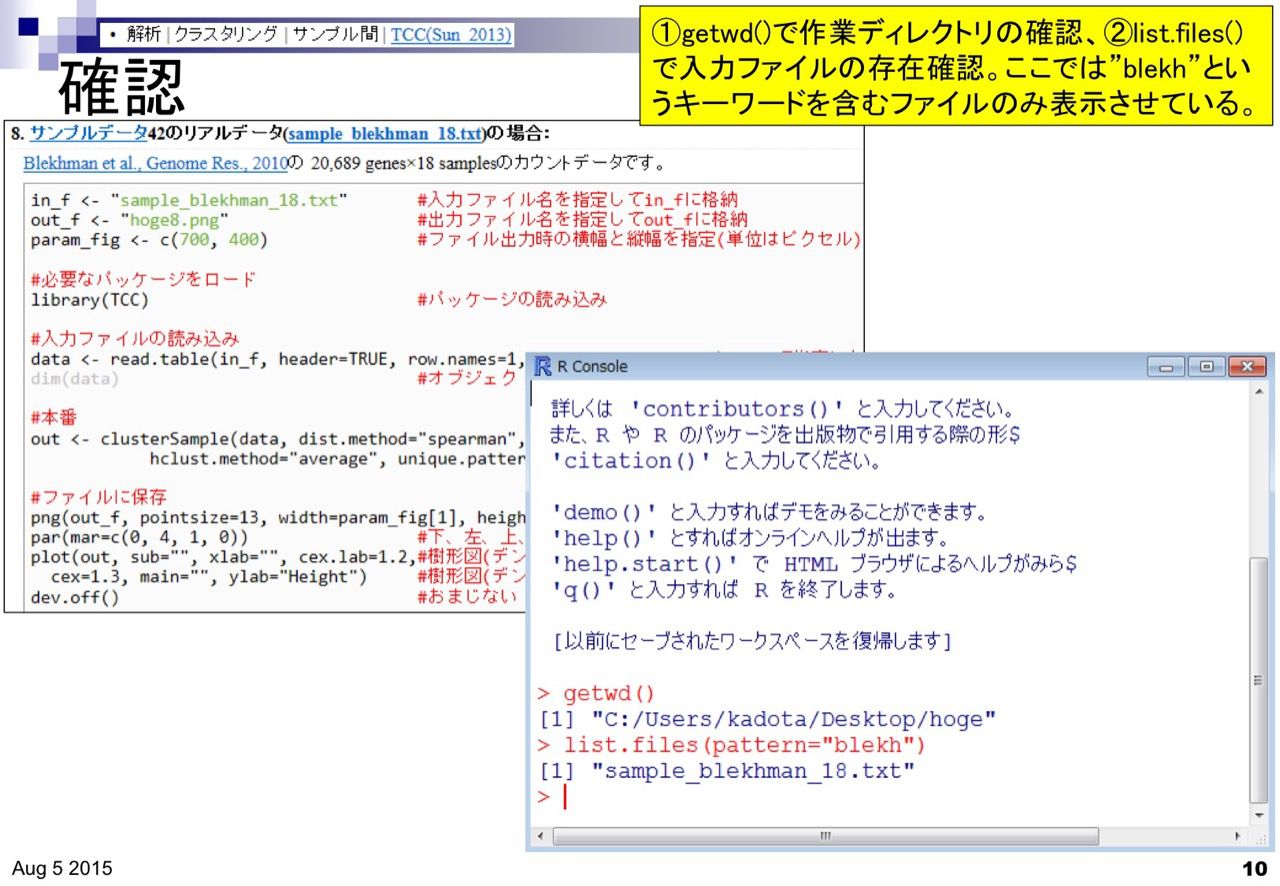 • 解析 | クラスタリング | サンプル間 | TCC(Sun_2013)
確認
①getwd()で作業ディレクトリの確認、②list.files()
で入力ファイルの存在確認。ここでは”blekh”とい
うキーワードを含むファイルのみ表示させている。
8. サンプルデータ42のリアルデータ(sample_blekhman_18.txt)の場合:
Blekhman et al., Genome Res., 2010の 20,689 genes×18 samplesのカウントデータです。
in_f <- "sample_blekhman_18.txt" #入力ファイル名を指定してin_fに格納
out_f <- "hoge8.png" #出力ファイル名を指定してout_fに格納
param_fig <- c(700, 400) #ファイル出力時の横幅と縦幅を指定(単位はピクセル)
#必要なパッケージをロード
library(TCC) #パッケージの読み込み
#入力ファイルの読み込み
data <- read.table(in_f, header=TRUE, row.names=1,
dim(data) #オブジェク
#本番
out <- clusterSample(data, dist.method="spearman",
hclust.method="average", unique.patter
#ファイルに保存
png(out_f, pointsize=13, width=param_fig[1], heigh
par(mar=c(0, 4, 1, 0)) #下、左、上、
plot(out, sub="", xlab="", cex.lab=1.2,#樹形図(デン
cex=1.3, main="", ylab="Height") #樹形図(デン
dev.off() #おまじない
R Console
詳しくは 'contributors()' と入力してください。
また、R や R のパッケージを出版物で引用する際の形$
'citation()' と入力してください。
'demo()' と入力すればデモをみることができます。
'help()' とすればオンラインヘルプが出ます。
'help.start()' で HTML ブラウザによるヘルプがみら$
'q()' と入力すれば R を終了します。
[以前にセーブされたワークスペースを復帰します]
> getwd()
[1] "C:/Users/kadota/Desktop/hoge"
> list.files(pattern="blekh")
[1] "sample_blekhman_18.txt"
>
Aug 5 2015
10